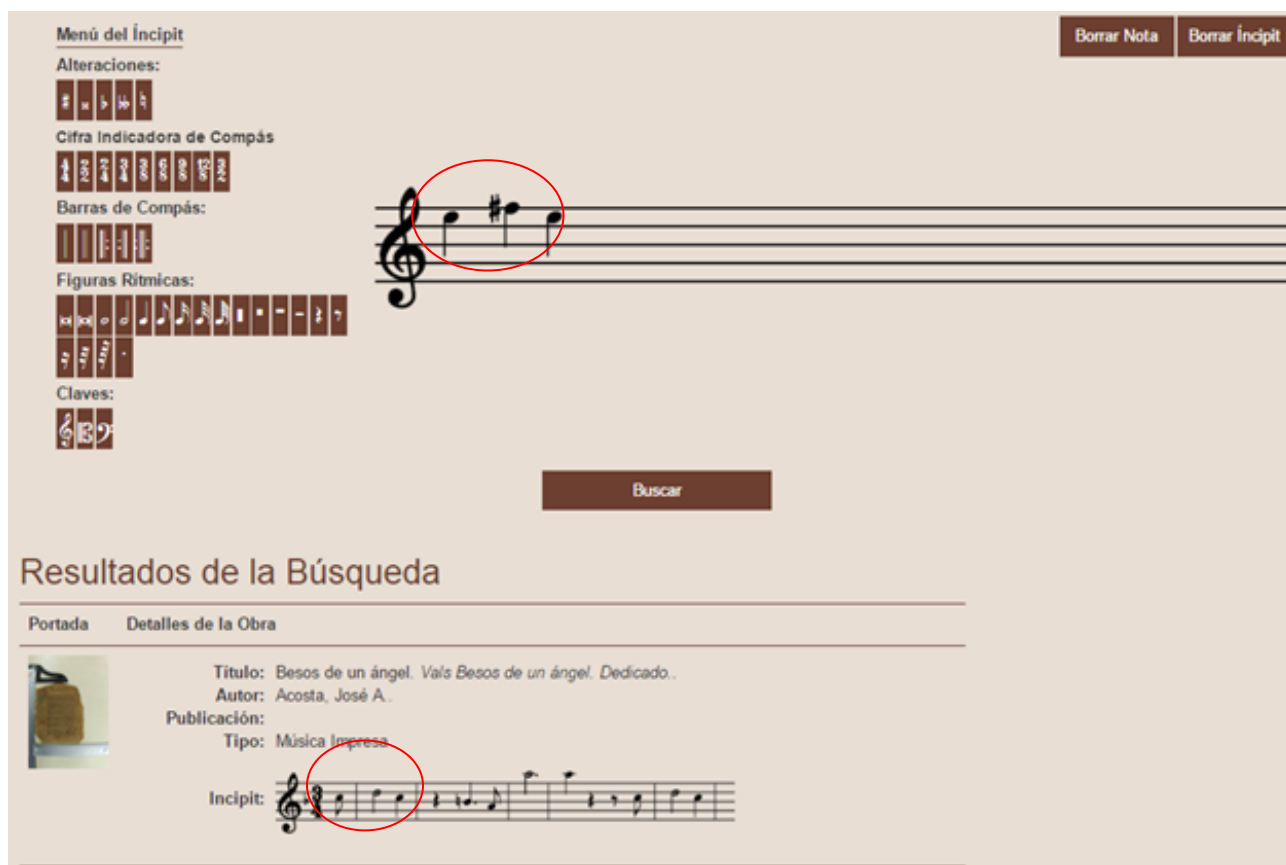 Menú del Íncipit
Borrar Nota Borrar Íncipit
Alteraciones:
Cifra Indicadora de Compás
Barras de Compás:
Figuras Rítmicas:
Claves:
Buscar
Resultados de la Búsqueda
Portada Detalles de la Obra
Título: Besos de un ángel. Vals Besos de un ángel. Dedicado..
Autor: Acosta, José A..
Publicación:
Tipo: Música Impresa
Incipit: